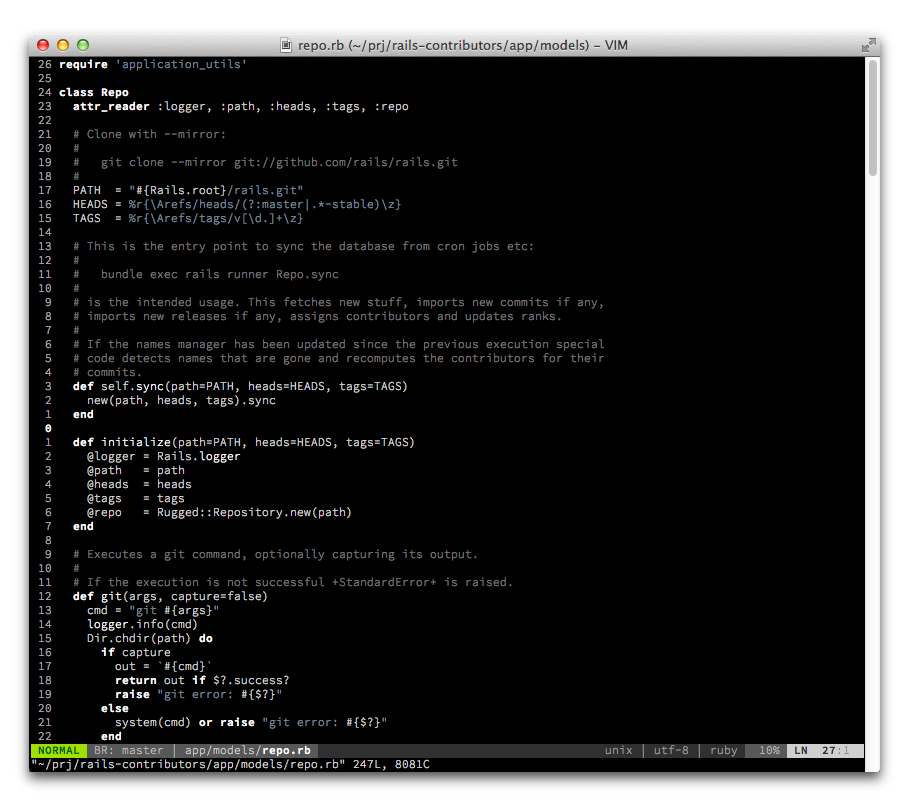 repo.rb (~/prj/rails-contributors/app/models) – VIM
26 require 'application_utils'
25
24 class Repo
23   attr_reader :logger, :path, :heads, :tags, :repo
22
21   # Clone with --mirror:
20   #
19   #   git clone --mirror git://github.com/rails/rails.git
18   #
17   PATH  = "#{Rails.root}/rails.git"
16   HEADS = %r{\Arefs/heads/(?:master|.*-stable)\z}
15   TAGS  = %r{\Arefs/tags/v[\d.]+\z}
14
13   # This is the entry point to sync the database from cron jobs etc:
12   #
11   #   bundle exec rails runner Repo.sync
10   #
9   # is the intended usage. This fetches new stuff, imports new commits if any,
8   # imports new releases if any, assigns contributors and updates ranks.
7   #
6   # If the names manager has been updated since the previous execution special
5   # code detects names that are gone and recomputes the contributors for their
4   # commits.
3   def self.sync(path=PATH, heads=HEADS, tags=TAGS)
2     new(path, heads, tags).sync
1   end
0
1   def initialize(path=PATH, heads=HEADS, tags=TAGS)
2     @logger = Rails.logger
3     @path   = path
4     @heads  = heads
5     @tags   = tags
6     @repo   = Rugged::Repository.new(path)
7   end
8
9   # Executes a git command, optionally capturing its output.
10   #
11   # If the execution is not successful +StandardError+ is raised.
12   def git(args, capture=false)
13     cmd = "git #{args}"
14     logger.info(cmd)
15     Dir.chdir(path) do
16       if capture
17         out = `#{cmd}`
18         return out if $?.success?
19         raise "git error: #{$?}"
20       else
21         system(cmd) or raise "git error: #{$?}"
22       end
NORMAL BR: master | app/models/repo.rb unix | utf-8 | ruby 10% LN 27:1
"~/prj/rails-contributors/app/models/repo.rb" 247L, 8081C